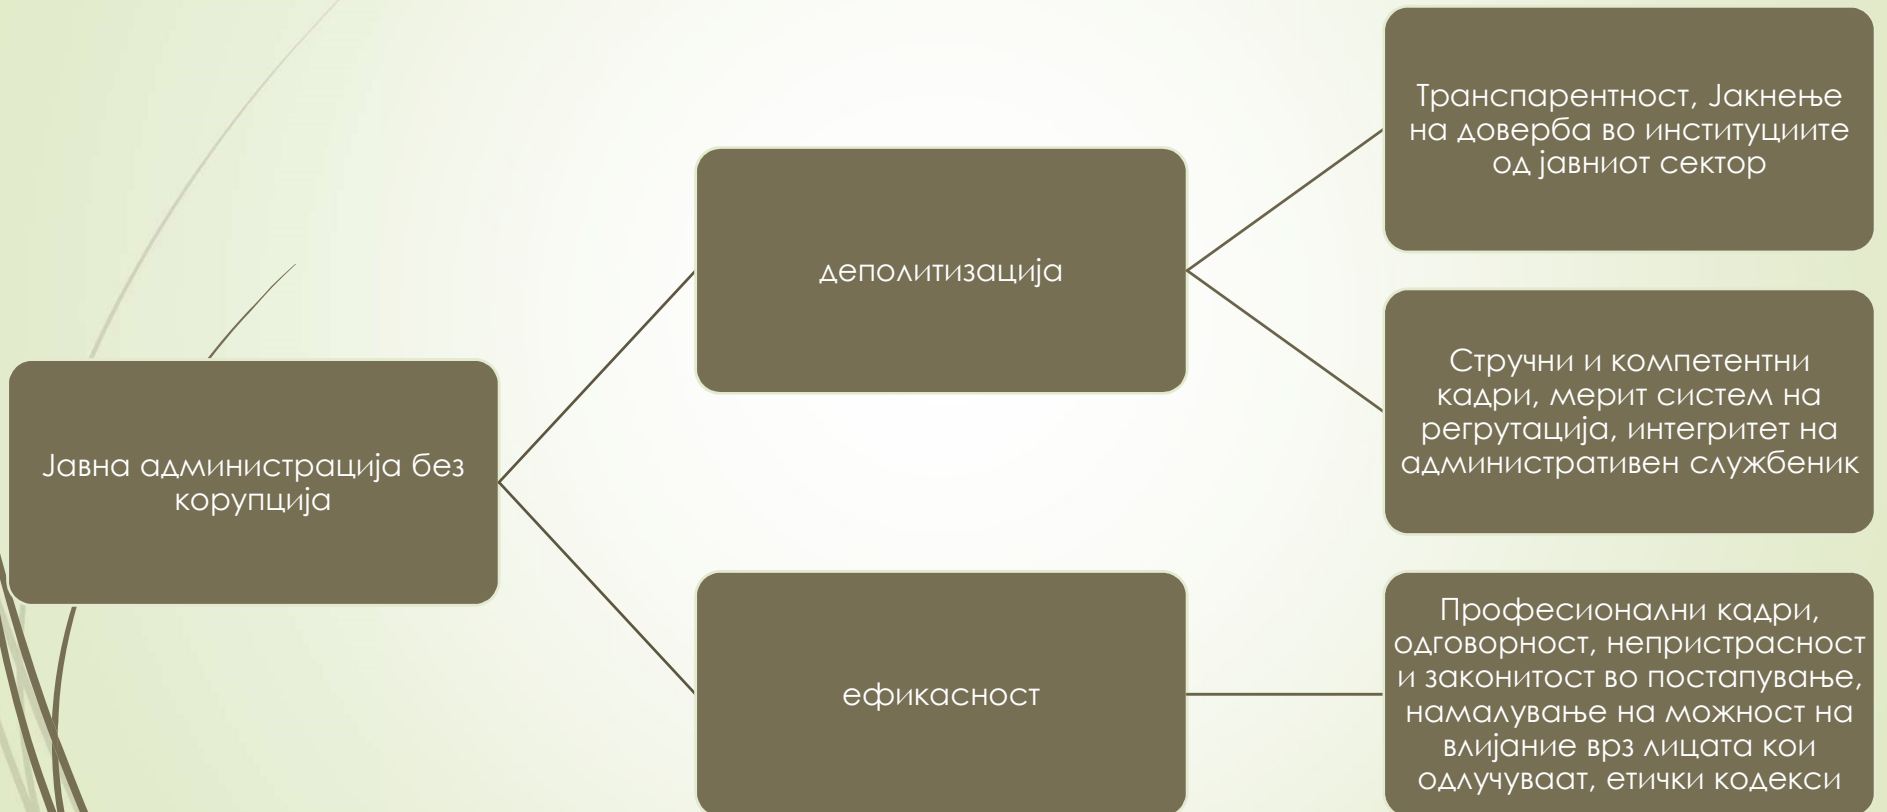 Јавна администрација без
корупција
деполитизација
Транспарентност, Јакнење
на доверба во институциите
од јавниот сектор
Стручни и компетентни
кадри, мерит систем на
регрутација, интегритет на
административен службеник
ефикасност
Професионални кадри,
одговорност, непристрасност
и законитост во постапување,
намалување на можност на
влијание врз лицата кои
одлучуваат, етички кодекси